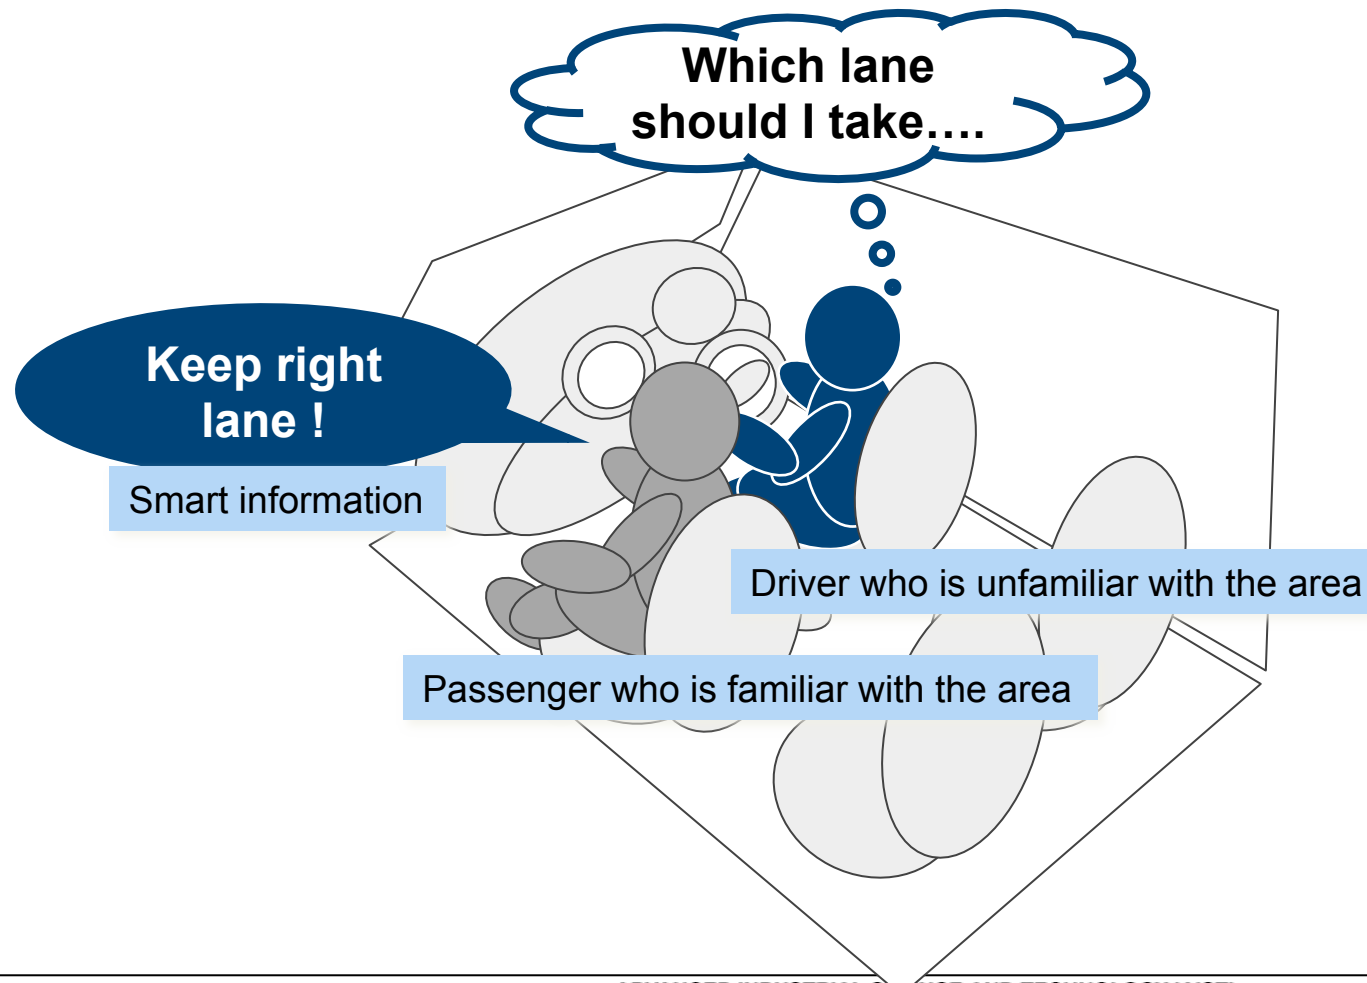 Which lane
should I take….
Keep right
lane !
Smart information
Driver who is unfamiliar with the area
Passenger who is familiar with the area